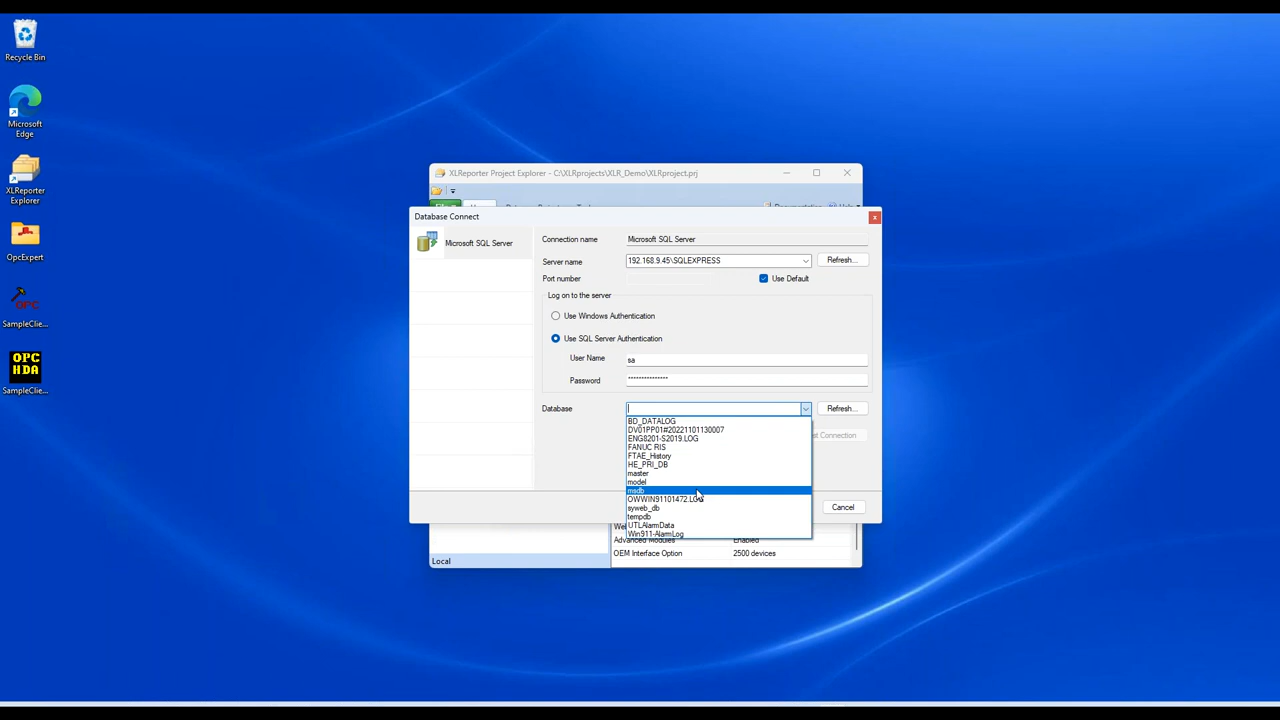 Recycle Bin
Microsoft
Edge
XLReporter
Explorer
OpcExpert
OPC
SampleClie...
OPC
HDA
SampleClie...
XLReporter Project Explorer - C:\XLRprojects\XLR_Demo\XLRproject.prj
Database Connect
Microsoft SQL Server
Connection name
Microsoft SQL Server
Server name
192.168.9.45\SQLEXPRESS
Refresh...
Port number
Use Default
Log on to the server
Use Windows Authentication
Use SQL Server Authentication
User Name
sa
Password
***************
Database
Refresh...
BD_DATALOG
DV01PP01#20221101130007
ENG8201-S2019.LOG
FANUC RIS
FTAE_History
HE_PRI_DB
master
model
msdb
syweb_db
tempdb
UTLAlarmData
Win911-AlarmLog
Connection
Cancel
Advanced Modules Enabled
OEM Interface Option 2500 devices
Local